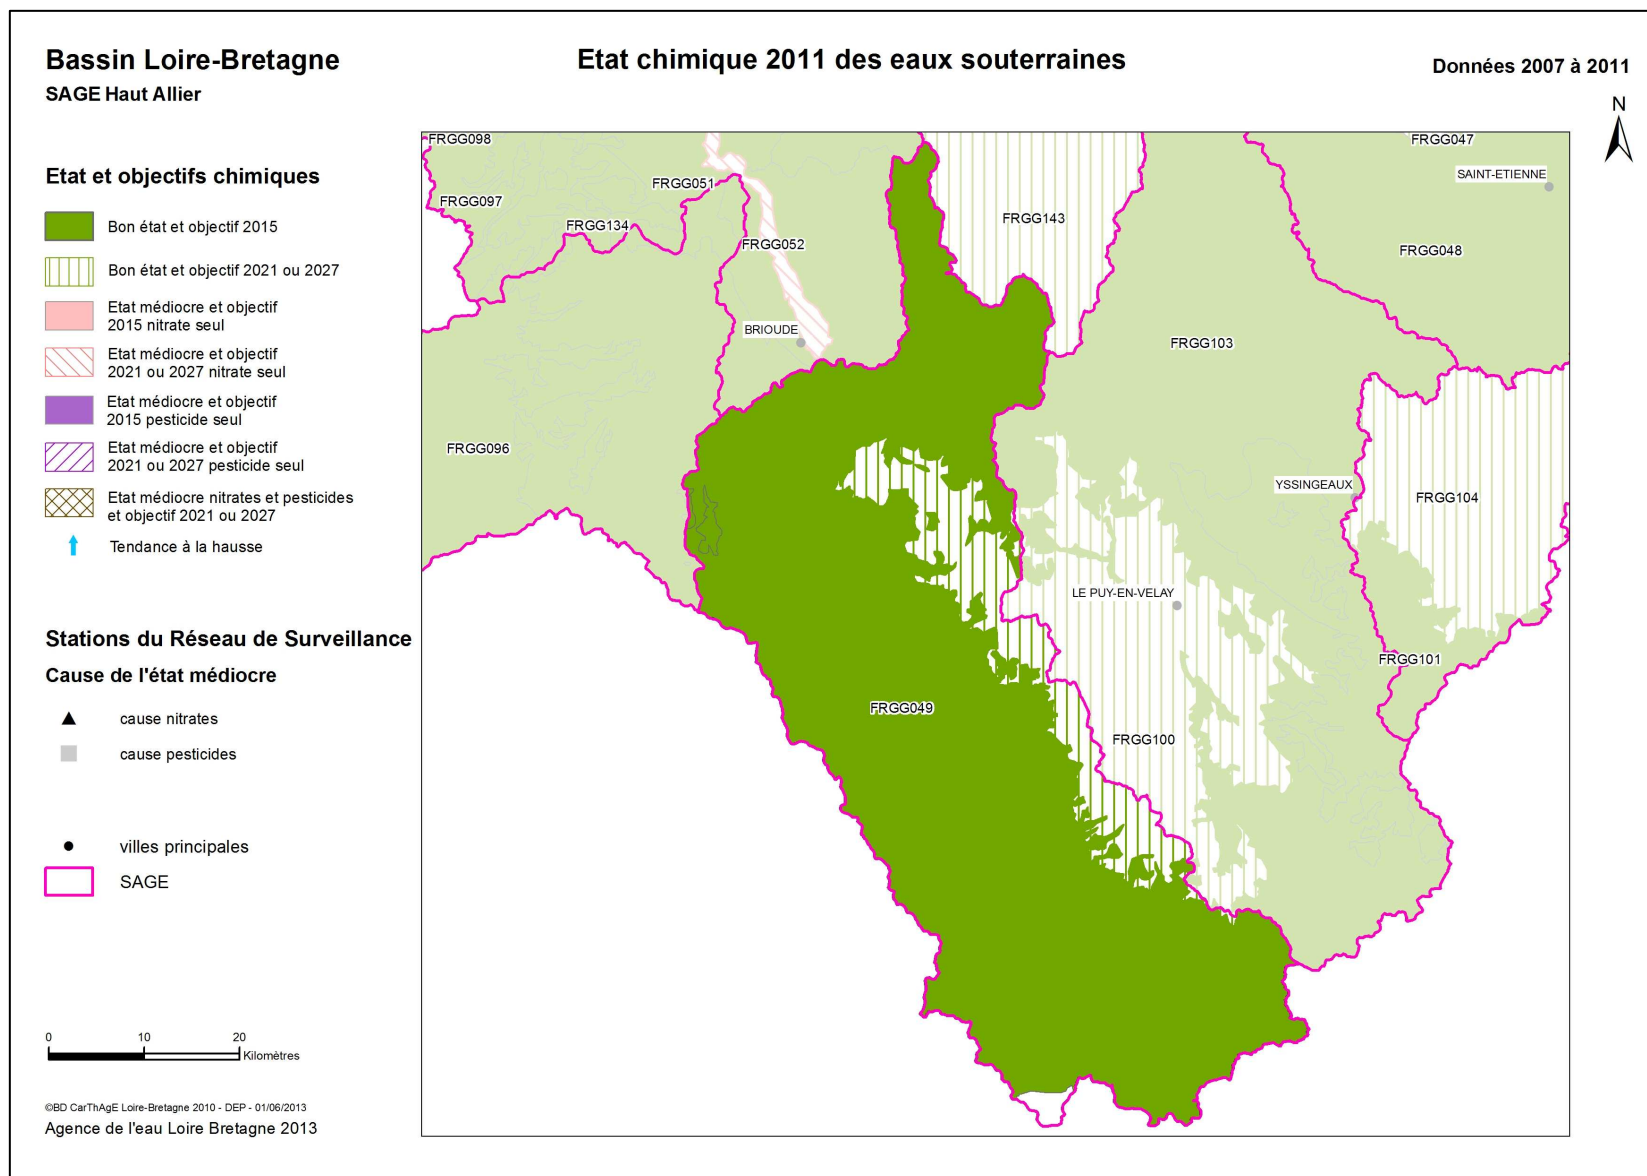 Bassin Loire-Bretagne
SAGE Haut Allier
Etat chimique 2011 des eaux souterraines
Données 2007 à 2011
N
Etat et objectifs chimiques
Bon état et objectif 2015
Bon état et objectif 2021 ou 2027
Etat médiocre et objectif
2015 nitrate seul
Etat médiocre et objectif
2021 ou 2027 nitrate seul
Etat médiocre et objectif
2015 pesticide seul
Etat médiocre et objectif
2021 ou 2027 pesticide seul
Etat médiocre nitrates et pesticides
et objectif 2021 ou 2027
Tendance à la hausse
Stations du Réseau de Surveillance
Cause de l'état médiocre
cause nitrates
cause pesticides
villes principales
SAGE
0 10 20
Kilomètres
©BD CarThAgE Loire-Bretagne 2010 - DEP - 01/06/2013
Agence de l'eau Loire Bretagne 2013
FRGG098
FRGG047
SAINT-ETIENNE
FRGG051
FRGG097
FRGG143
FRGG134
FRGG052
FRGG048
BRIOUDE
FRGG103
FRGG096
YSSINGEAUX
FRGG104
LE PUY-EN-VELAY
FRGG101
FRGG049
FRGG100